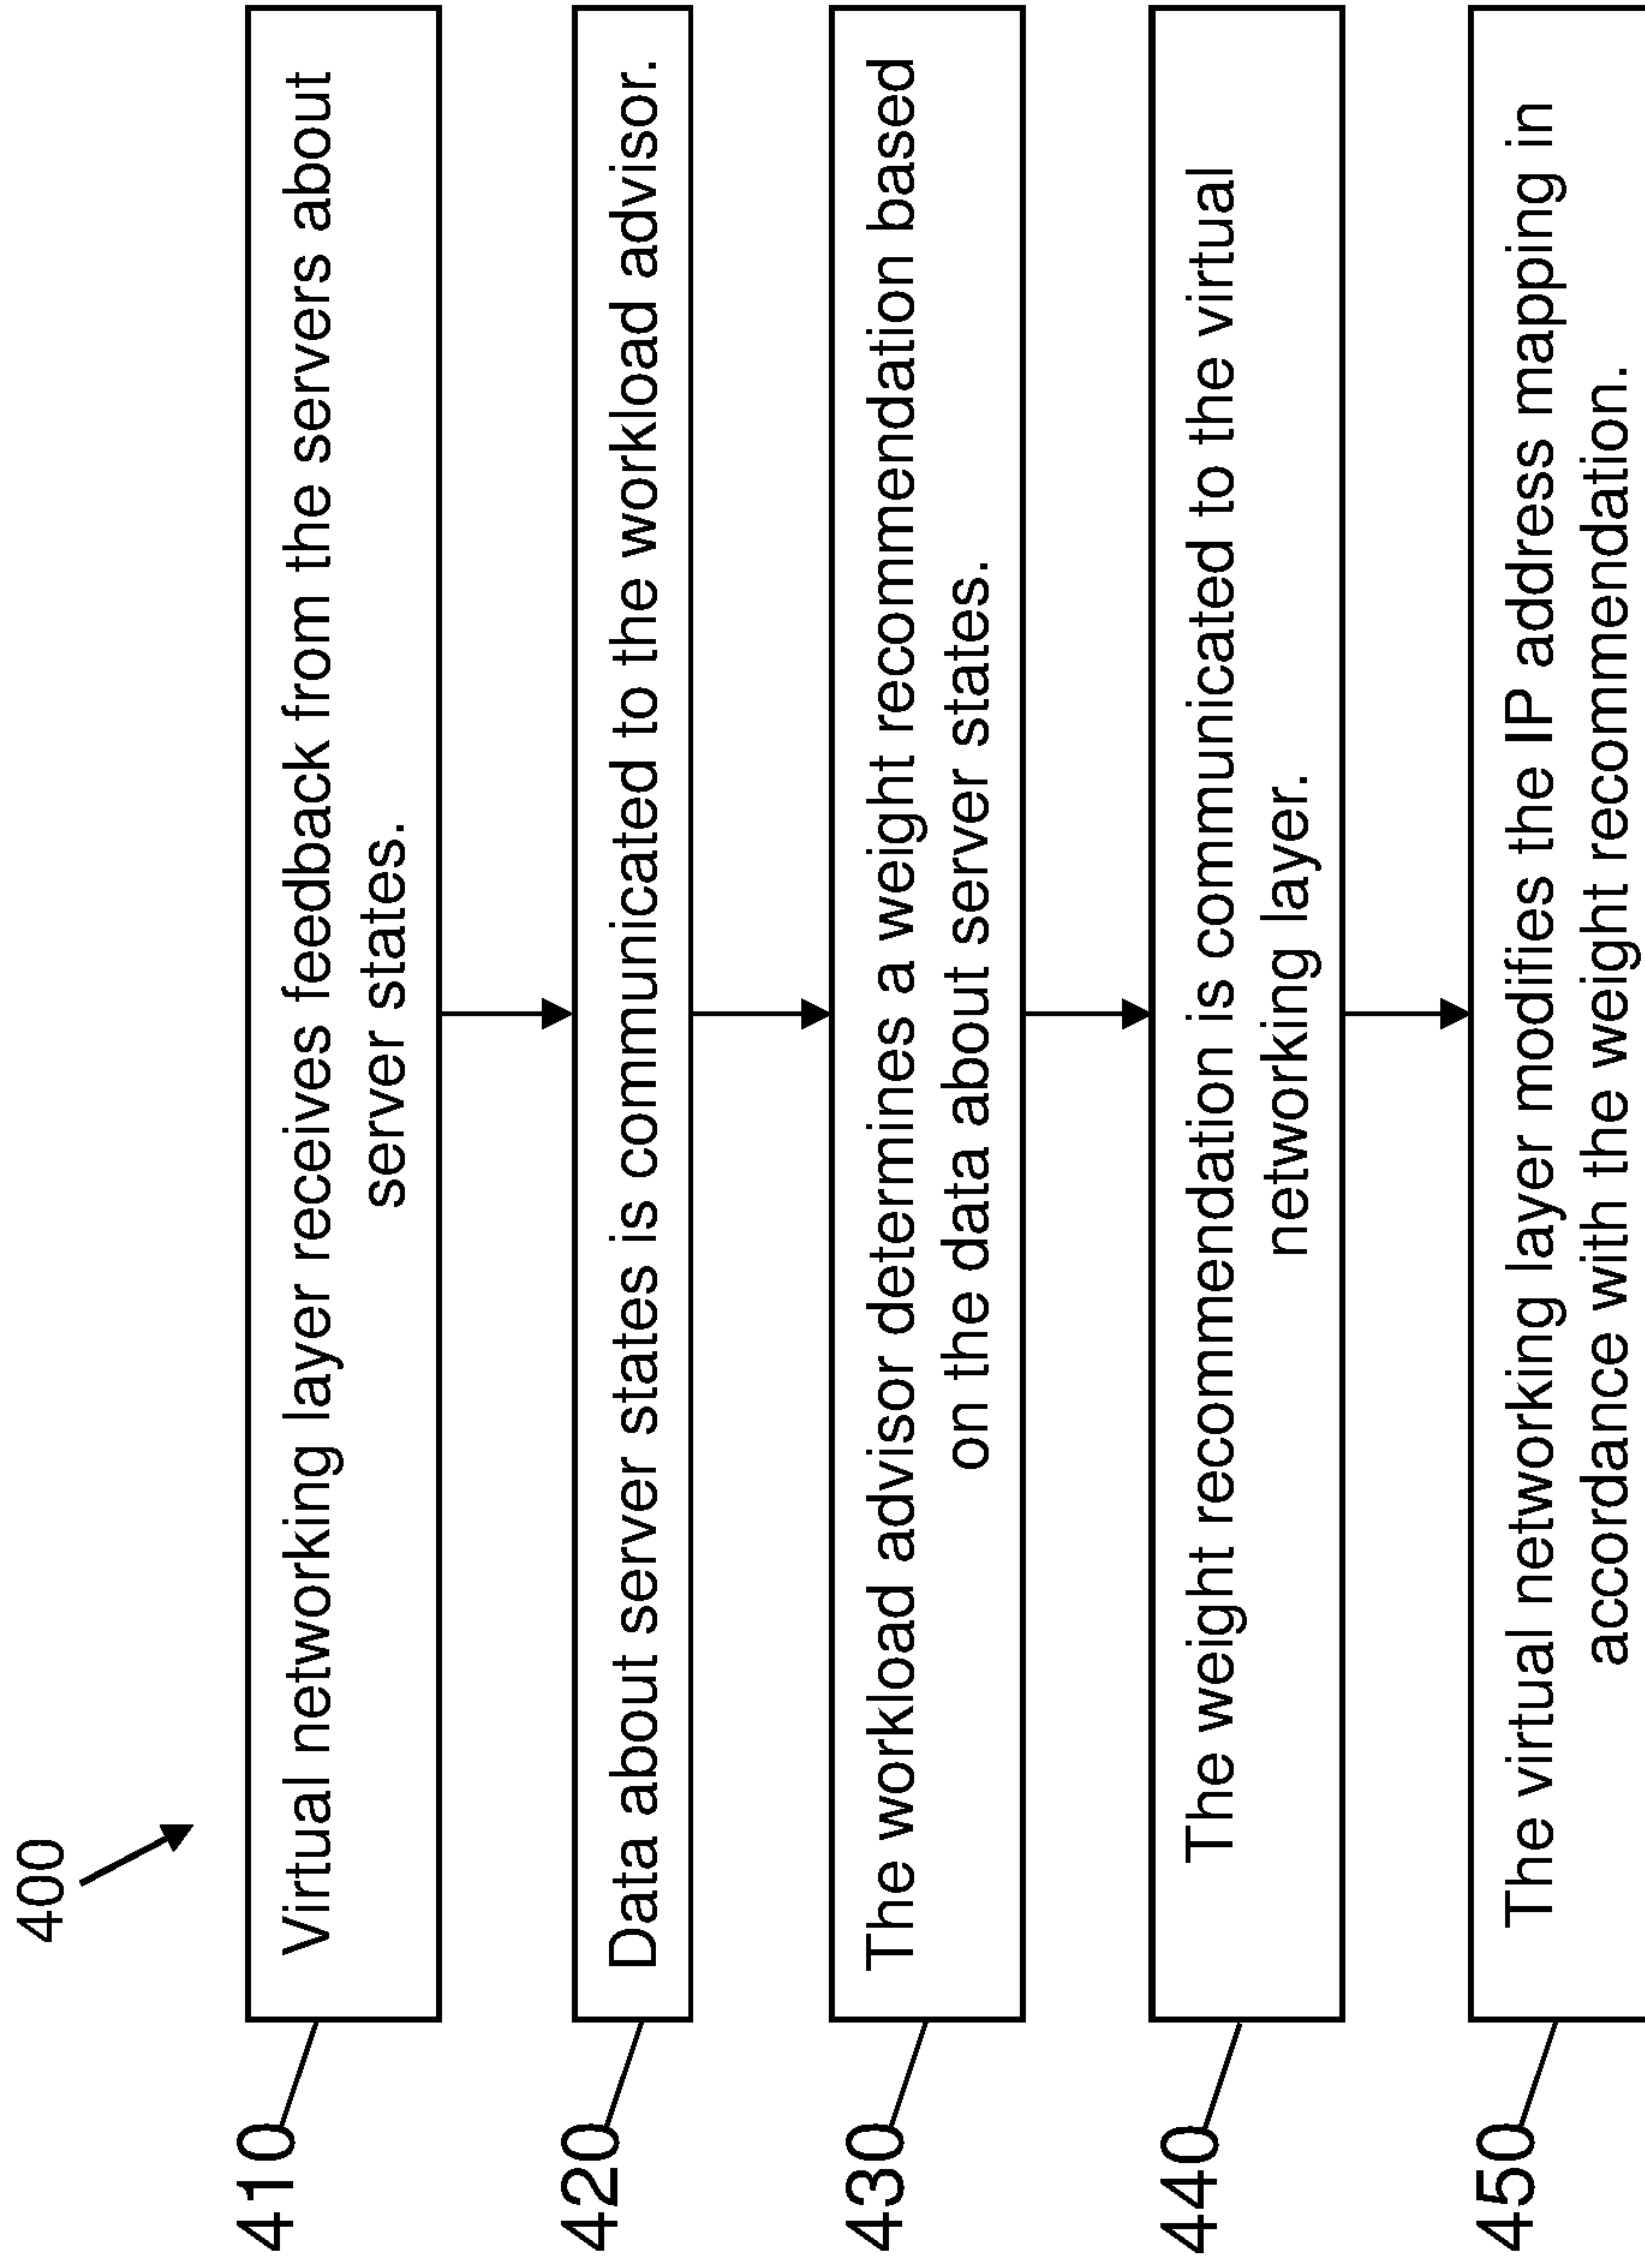 400
410
Virtual networking layer receives feedback from the servers about
server states.
420
Data about server states is communicated to the workload advisor.
430
The workload advisor determines a weight recommendation based
on the data about server states.
440
The weight recommendation is communicated to the virtual
networking layer.
450
The virtual networking layer modifies the IP address mapping in
accordance with the weight recommendation.